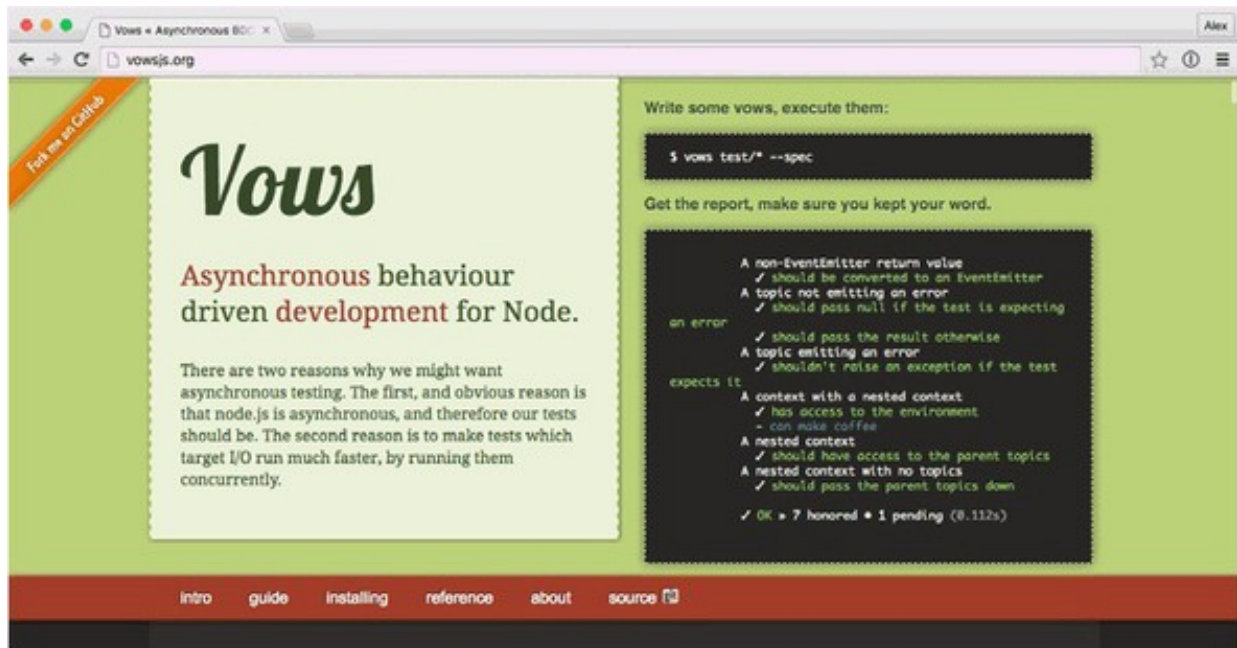 Vows « Asynchronous BDD
Alex
vowsjs.org
Fork me on GitHub
Vows
Asynchronous behaviour
driven development for Node.
There are two reasons why we might want
asynchronous testing. The first, and obvious reason is
that node.js is asynchronous, and therefore our tests
should be. The second reason is to make tests which
target I/O run much faster, by running them
concurrently.
Write some vows, execute them:
$ vows test/* --spec
Get the report, make sure you kept your word.
A non-EventEmitter return value
✓ should be converted to an EventEmitter
A topic not emitting an error
✓ should pass null if the test is expecting
an error
✓ should pass the result otherwise
A topic emitting an error
✓ shouldn't raise an exception if the test
expects it
A context with a nested context
✓ has access to the environment
- can make coffee
A nested context
✓ should have access to the parent topics
A nested context with no topics
✓ should pass the parent topics down
✓ OK » 7 honored • 1 pending (0.112s)
intro guide installing reference about source